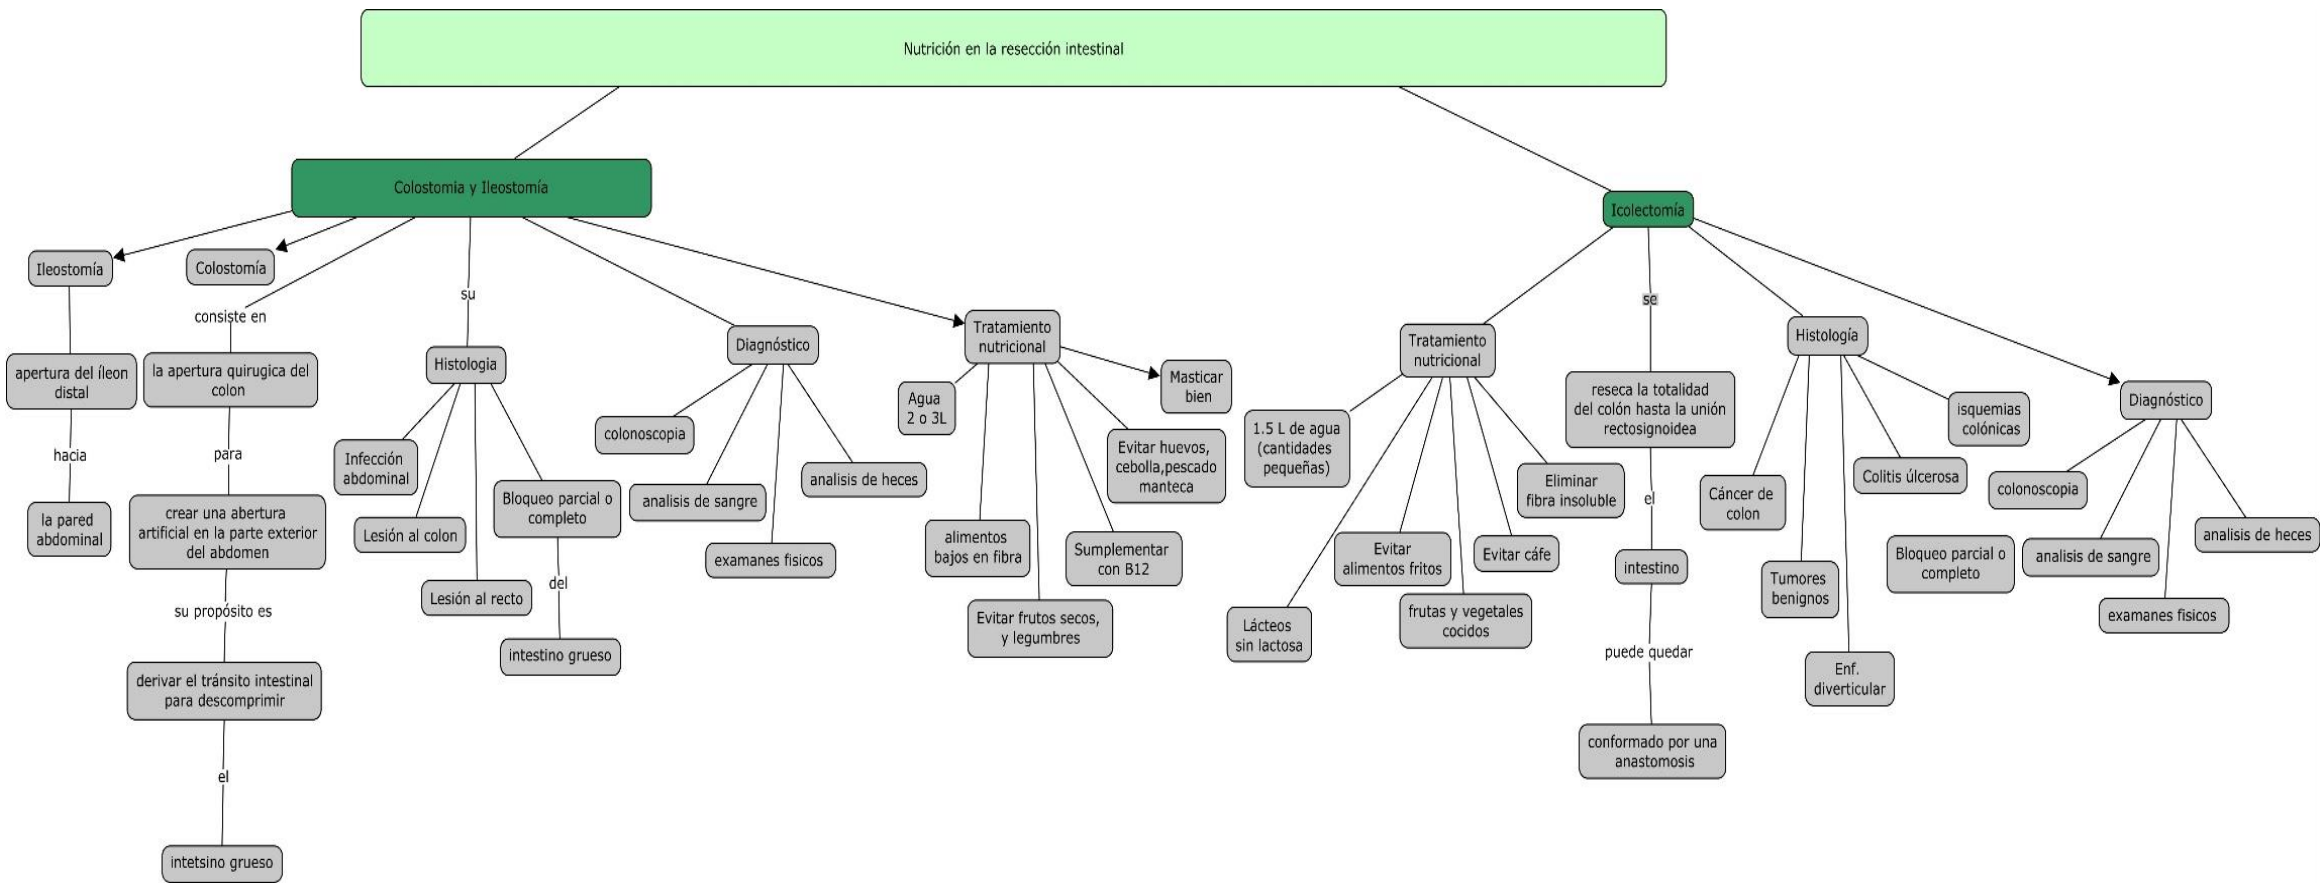 Nutrición en la resección intestinal
Colostomia y Ileostomía
Icolectomía
Ileostomía
apertura del íleon
distal
hacia
la pared
abdominal
Colostomía
consiste en
la apertura quirugica del
colon
para
crear una abertura
artificial en la parte exterior
del abdomen
su propósito es
derivar el tránsito intestinal
para descomprimir
el
intetsino grueso
su
Histologia
Infección
abdominal
Lesión al colon
Lesión al recto
Bloqueo parcial o
completo
del
intestino grueso
Diagnóstico
colonoscopia
analisis de sangre
examanes fisicos
analisis de heces
Tratamiento
nutricional
Agua
2 o 3L
alimentos
bajos en fibra
Evitar frutos secos,
y legumbres
Sumplementar
con B12
Evitar huevos,
cebolla,pescado
manteca
Masticar
bien
Tratamiento
nutricional
1.5 L de agua
(cantidades
pequeñas)
Lácteos
sin lactosa
Evitar
alimentos fritos
frutas y vegetales
cocidos
Evitar cáfe
Eliminar
fibra insoluble
se
reseca la totalidad
del colón hasta la unión
rectosignoidea
el
intestino
puede quedar
conformado por una
anastomosis
Histología
Cáncer de
colon
Tumores
benignos
Enf.
diverticular
Colitis úlcerosa
isquemias
colónicas
Bloqueo parcial o
completo
Diagnóstico
colonoscopia
analisis de sangre
examanes fisicos
analisis de heces